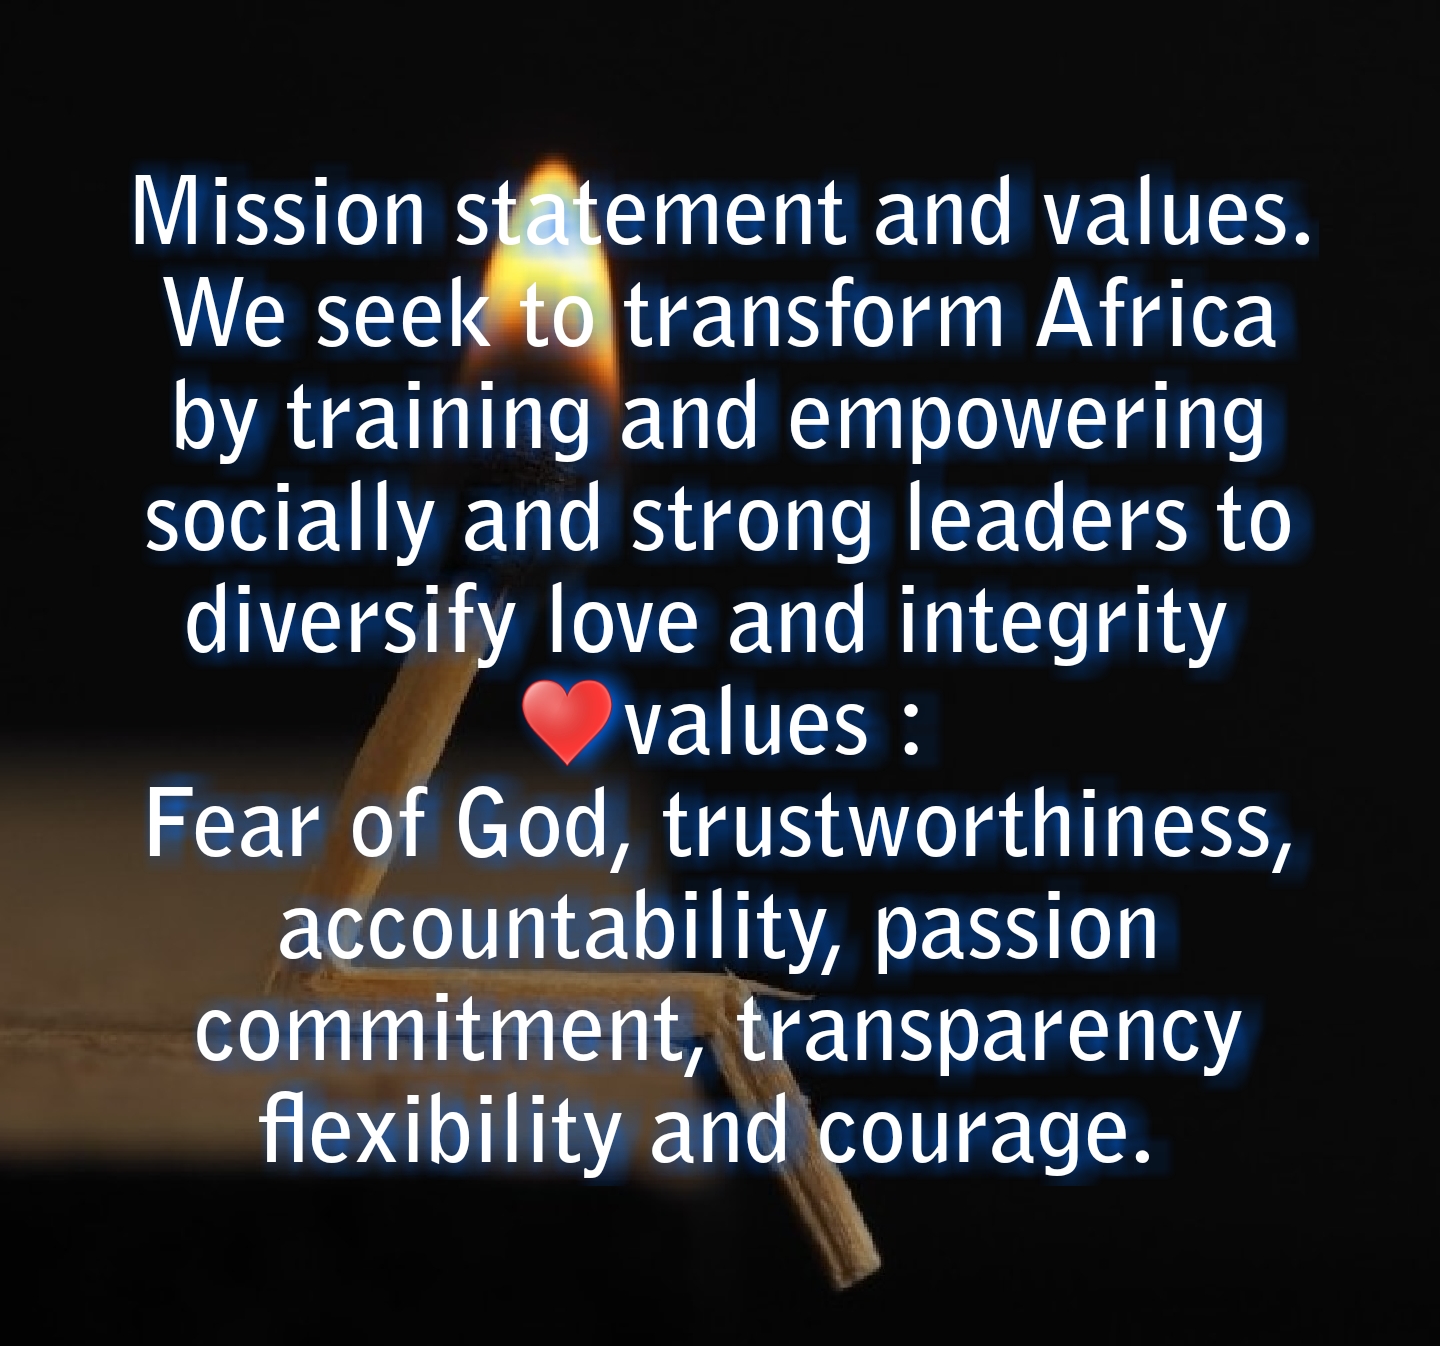 Mission statement and values.
We seek to transform Africa
by training and empowering
socially and strong leaders to
diversify love and integrity
♥️values :
Fear of God, trustworthiness,
accountability, passion
commitment, transparency
flexibility and courage.